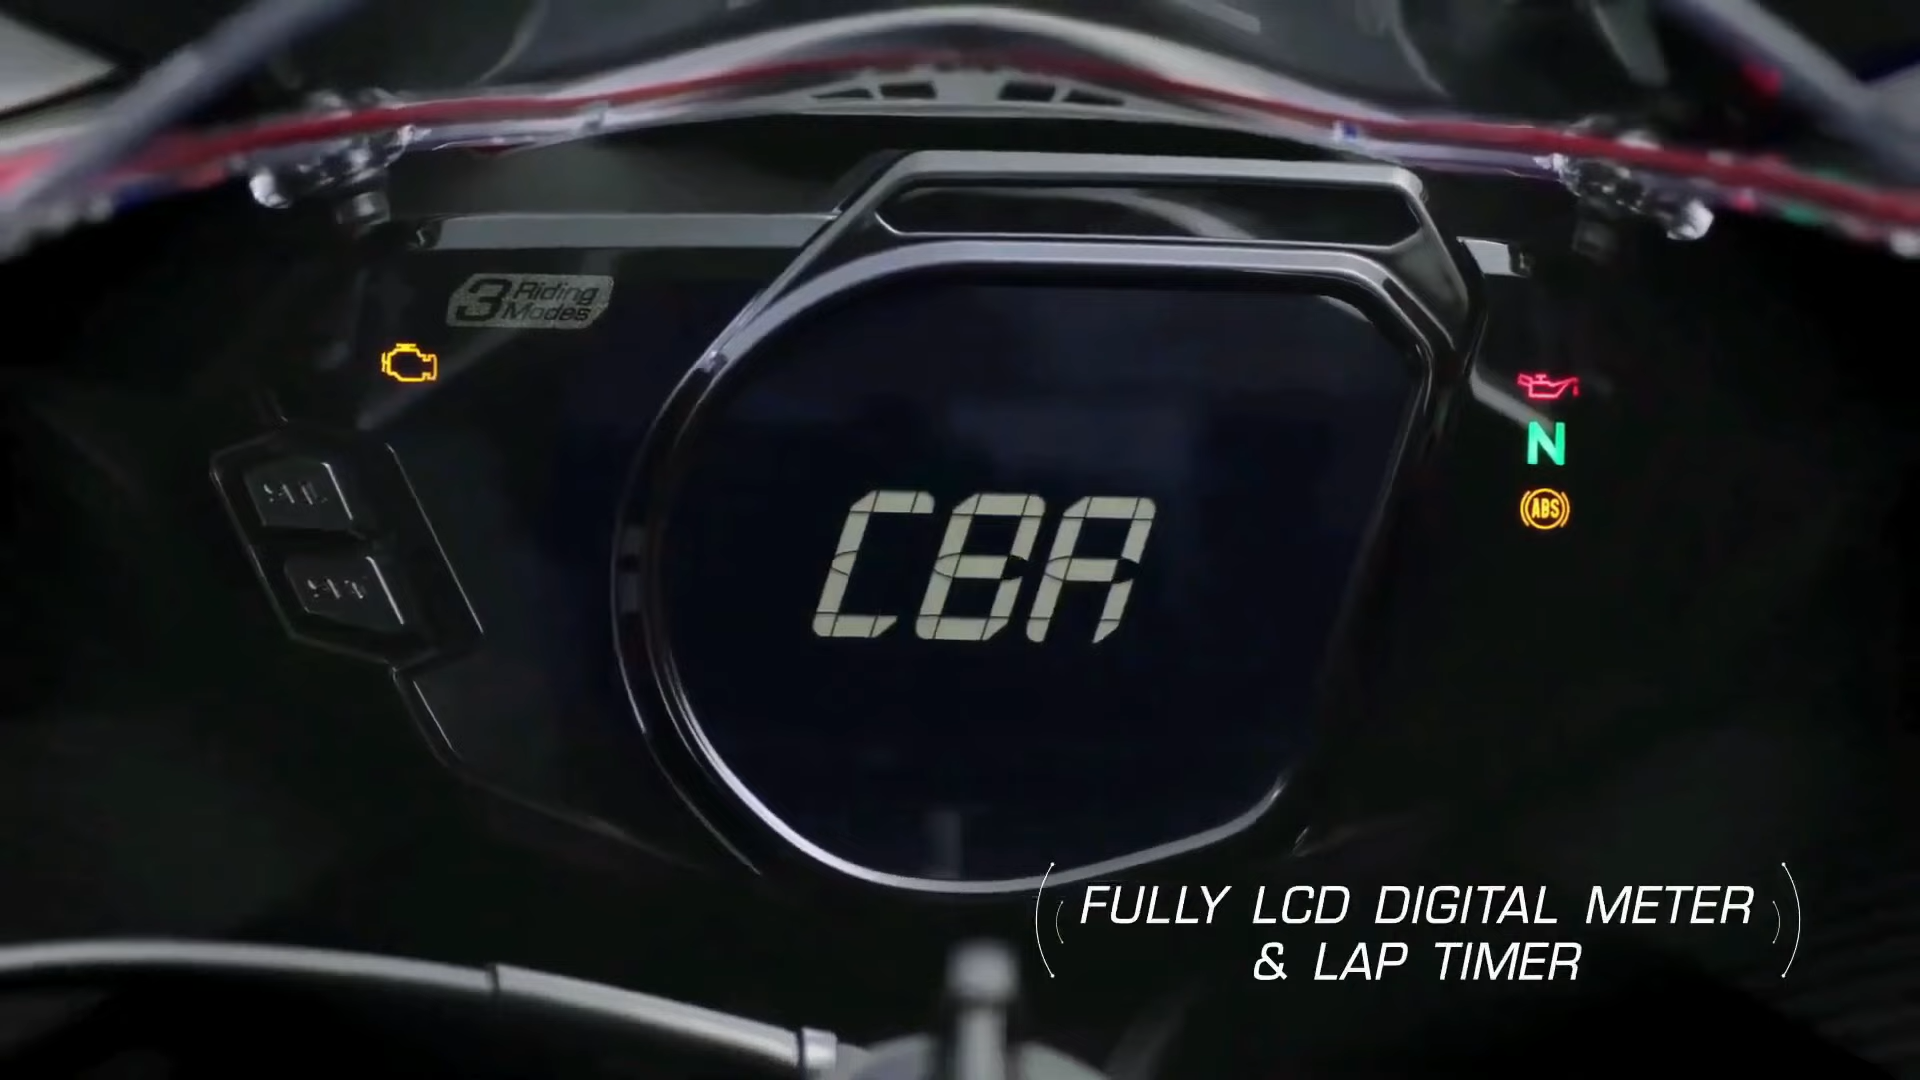 3 Riding
Modes
N
ABS
CBR
FULLY LCD DIGITAL METER
& LAP TIMER